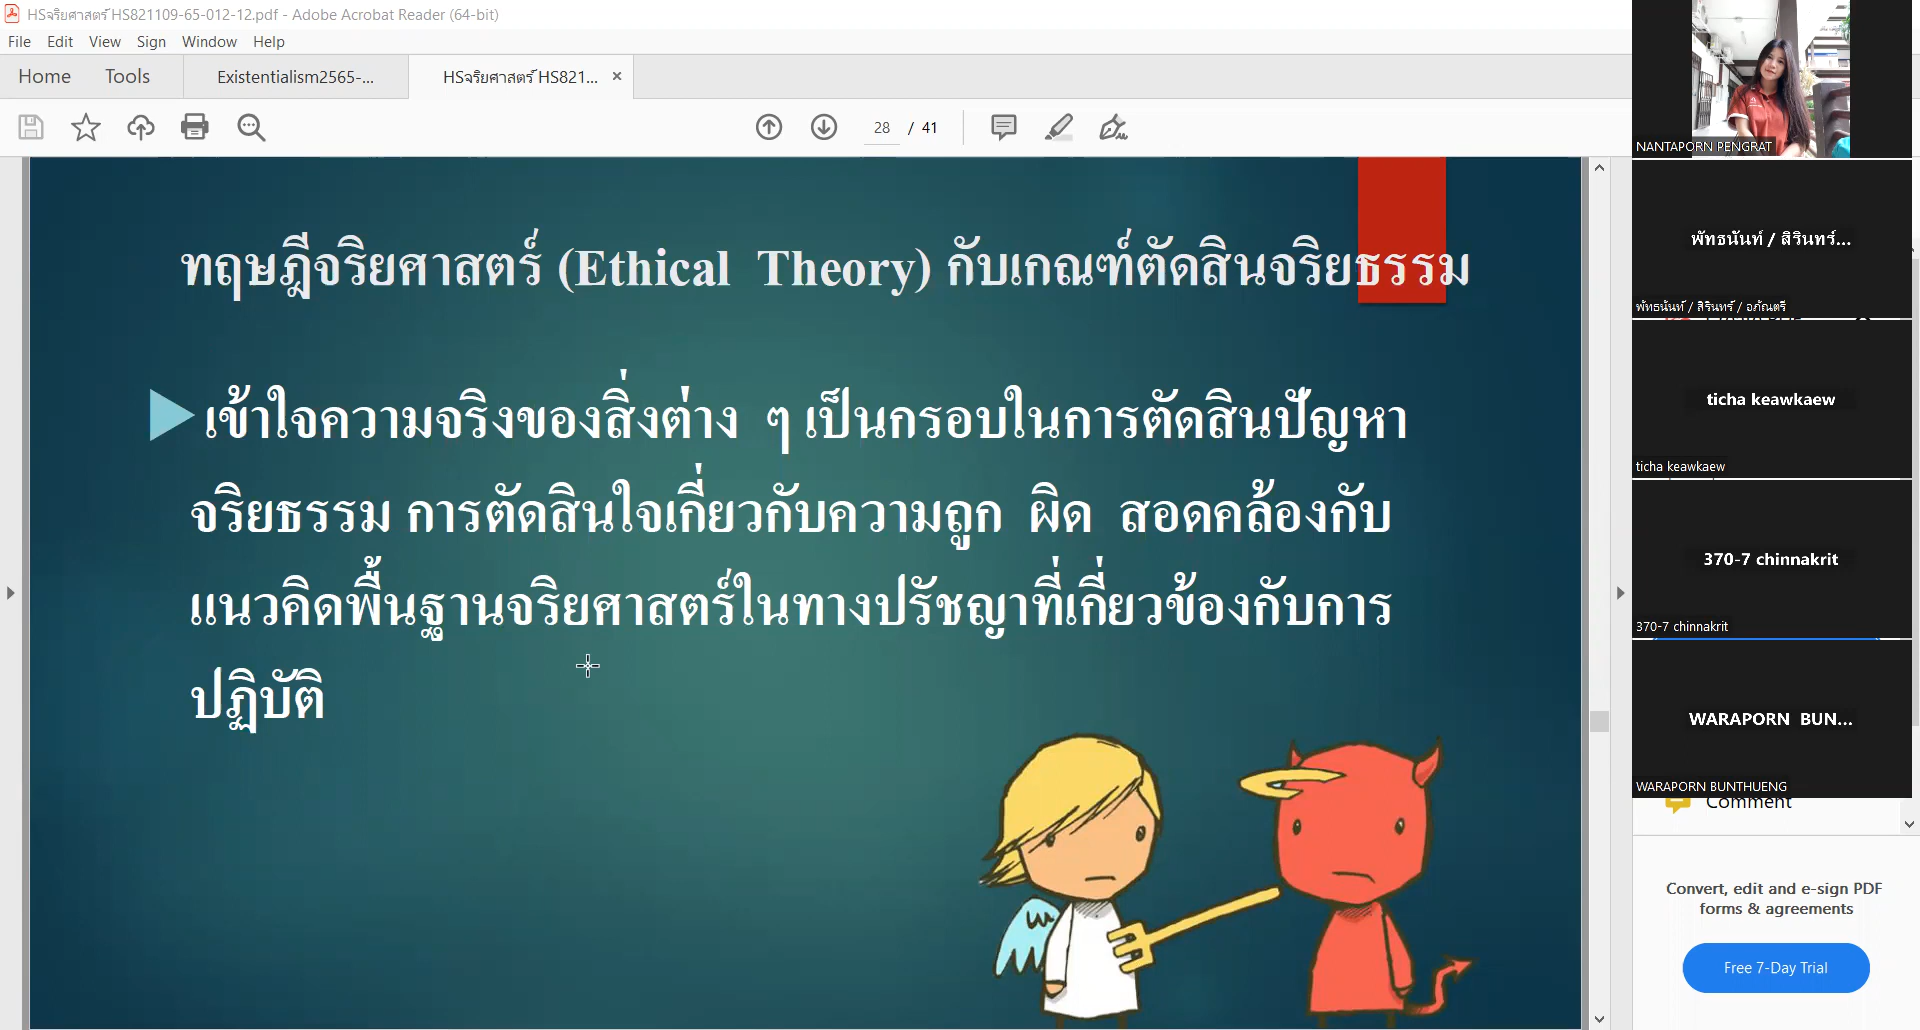 HSจริยศาสตร์ HS821109-65-012-12.pdf - Adobe Acrobat Reader (64-bit)
File Edit View Sign Window Help
Home Tools Existentialism2565-... HSจริยศาสตร์ HS821... ×
28 / 41
ทฤษฎีจริยศาสตร์ (Ethical Theory) กับเกณฑ์ตัดสินจริยธรรม
เข้าใจความจริงของสิ่งต่าง ๆ เป็นกรอบในการตัดสินปัญหา
จริยธรรม การตัดสินใจเกี่ยวกับความถูก ผิด สอดคล้องกับ
แนวคิดพื้นฐานจริยศาสตร์ในทางปรัชญาที่เกี่ยวข้องกับการ
ปฏิบัติ
NANTAPORN PENGRAT
พัทธนันท์ / สิรินทร์...
พัทธนันท์ / สิรินทร์ / อภัณตรี
ticha keawkaew
ticha keawkaew
370-7 chinnakrit
370-7 chinnakrit
WARAPORN BUN...
WARAPORN BUNTHUENG
Comment
Convert, edit and e-sign PDF
forms & agreements
Free 7-Day Trial